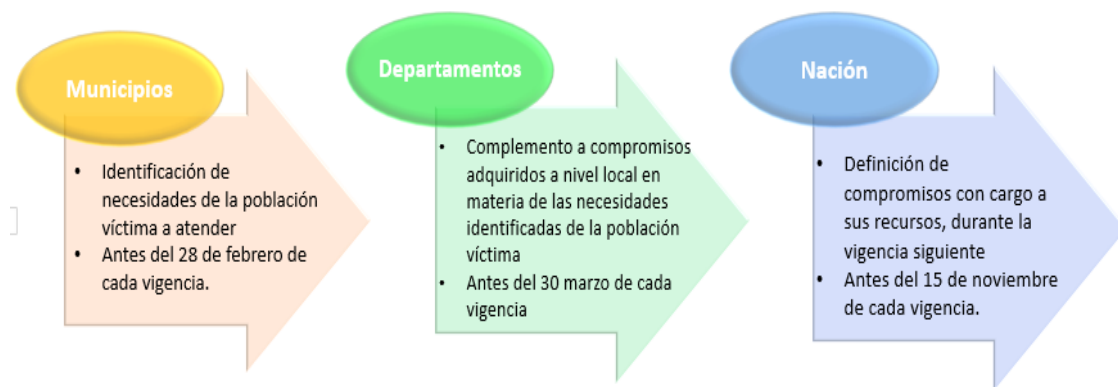 Municipios
• Identificación de
necesidades de la población
víctima a atender
• Antes del 28 de febrero de
cada vigencia.
Departamentos
• Complemento a compromisos
adquiridos a nivel local en
materia de las necesidades
identificadas de la población
víctima
• Antes del 30 marzo de cada
vigencia
Nación
• Definición de
compromisos con cargo a
sus recursos, durante la
vigencia siguiente
• Antes del 15 de noviembre
de cada vigencia.